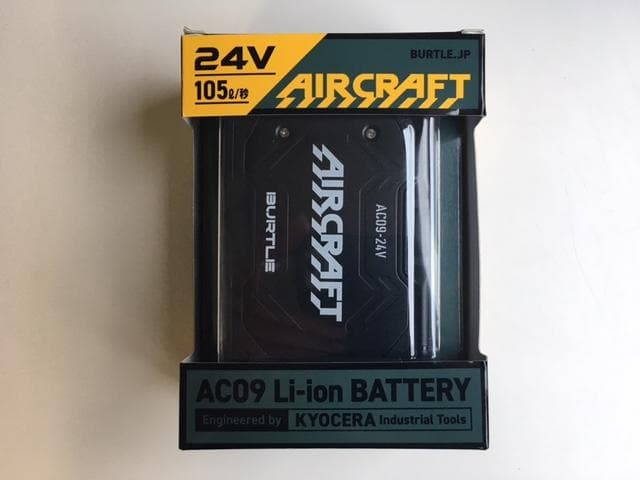 24V
105ℓ/秒
BURTLE.JP
AIRCRAFT
AIRCRAFT
BURTLE
AC09-24V
AC09 Li-ion BATTERY
Engineered by KYOCERA Industrial Tools